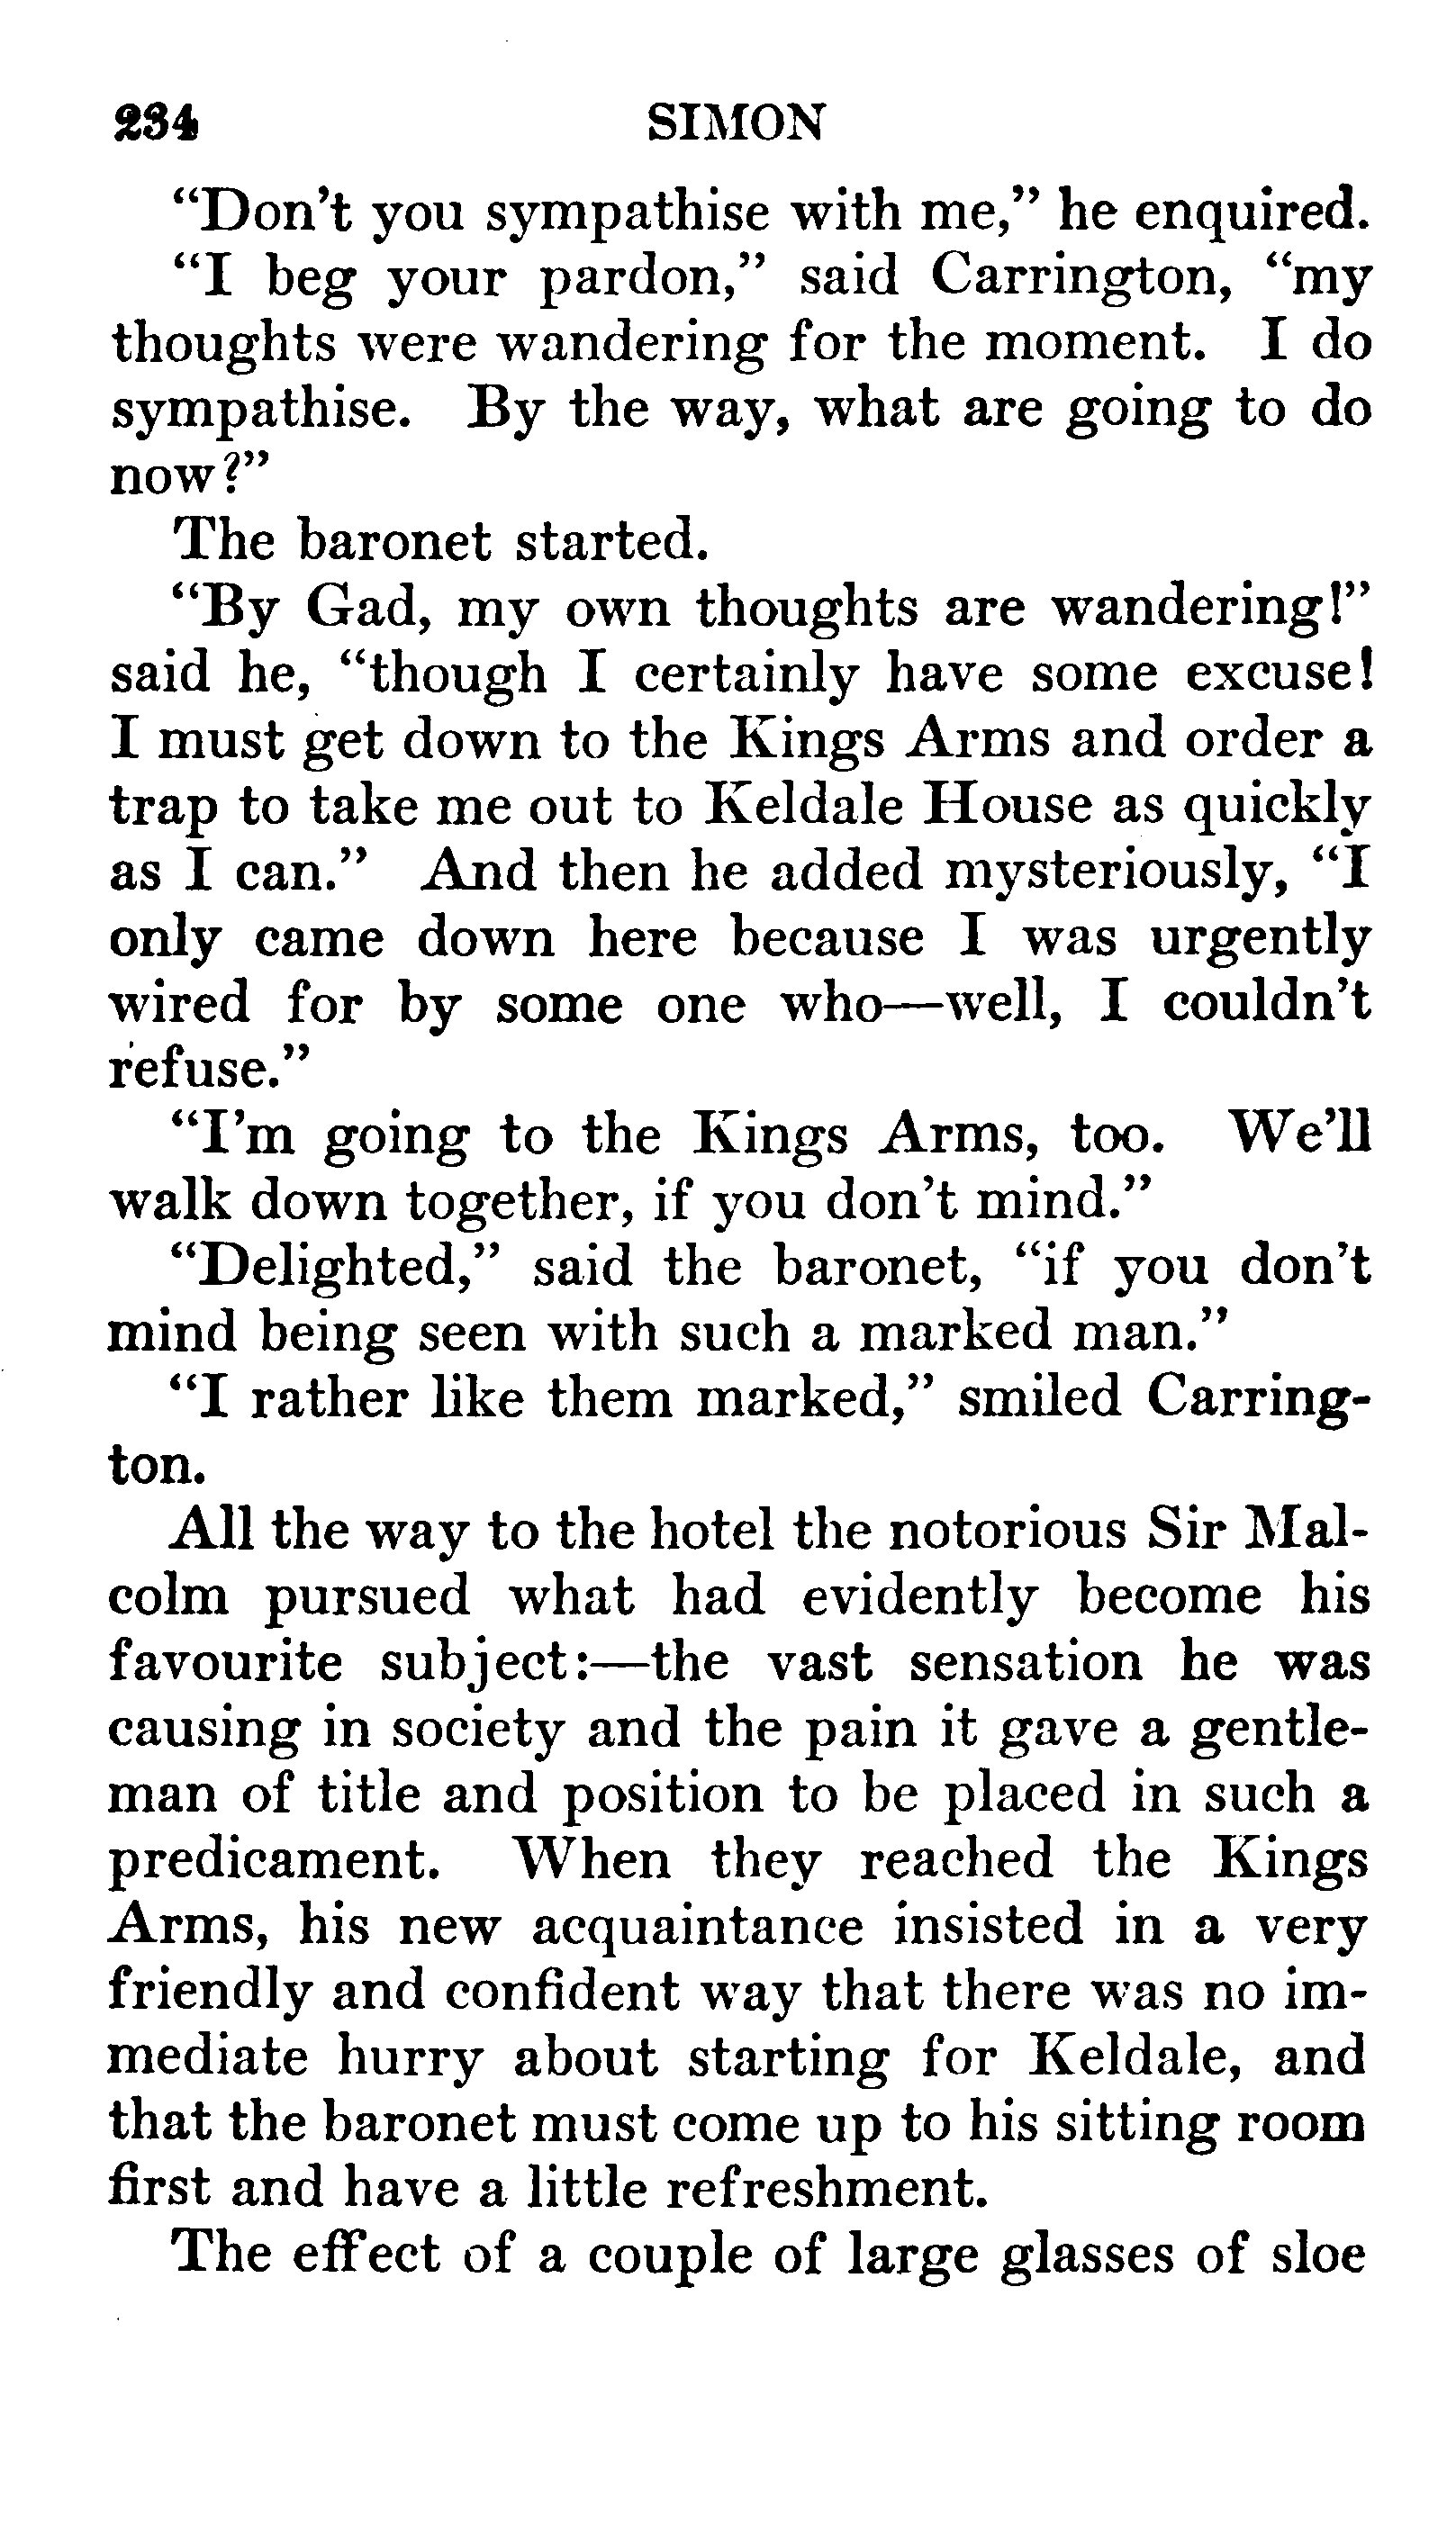 234 SIMON
“Don’t you sympathise with me,” he enquired.
“I beg your pardon,” said Carrington, “my
thoughts were wandering for the moment. I do
sympathise. By the way, what are going to do
now?”
The baronet started.
“By Gad, my own thoughts are wandering!”
said he, “though I certainly have some excuse!
I must get down to the Kings Arms and order a
trap to take me out to Keldale House as quickly
as I can.” And then he added mysteriously, “I
only came down here because I was urgently
wired for by some one who—well, I couldn’t
refuse.”
“I’m going to the Kings Arms, too. We’ll
walk down together, if you don’t mind.”
“Delighted,” said the baronet, “if you don’t
mind being seen with such a marked man.”
“I rather like them marked,” smiled Carring-
ton.
All the way to the hotel the notorious Sir Mal-
colm pursued what had evidently become his
favourite subject:—the vast sensation he was
causing in society and the pain it gave a gentle-
man of title and position to be placed in such a
predicament. When they reached the Kings
Arms, his new acquaintance insisted in a very
friendly and confident way that there was no im-
mediate hurry about starting for Keldale, and
that the baronet must come up to his sitting room
first and have a little refreshment.
The effect of a couple of large glasses of sloe